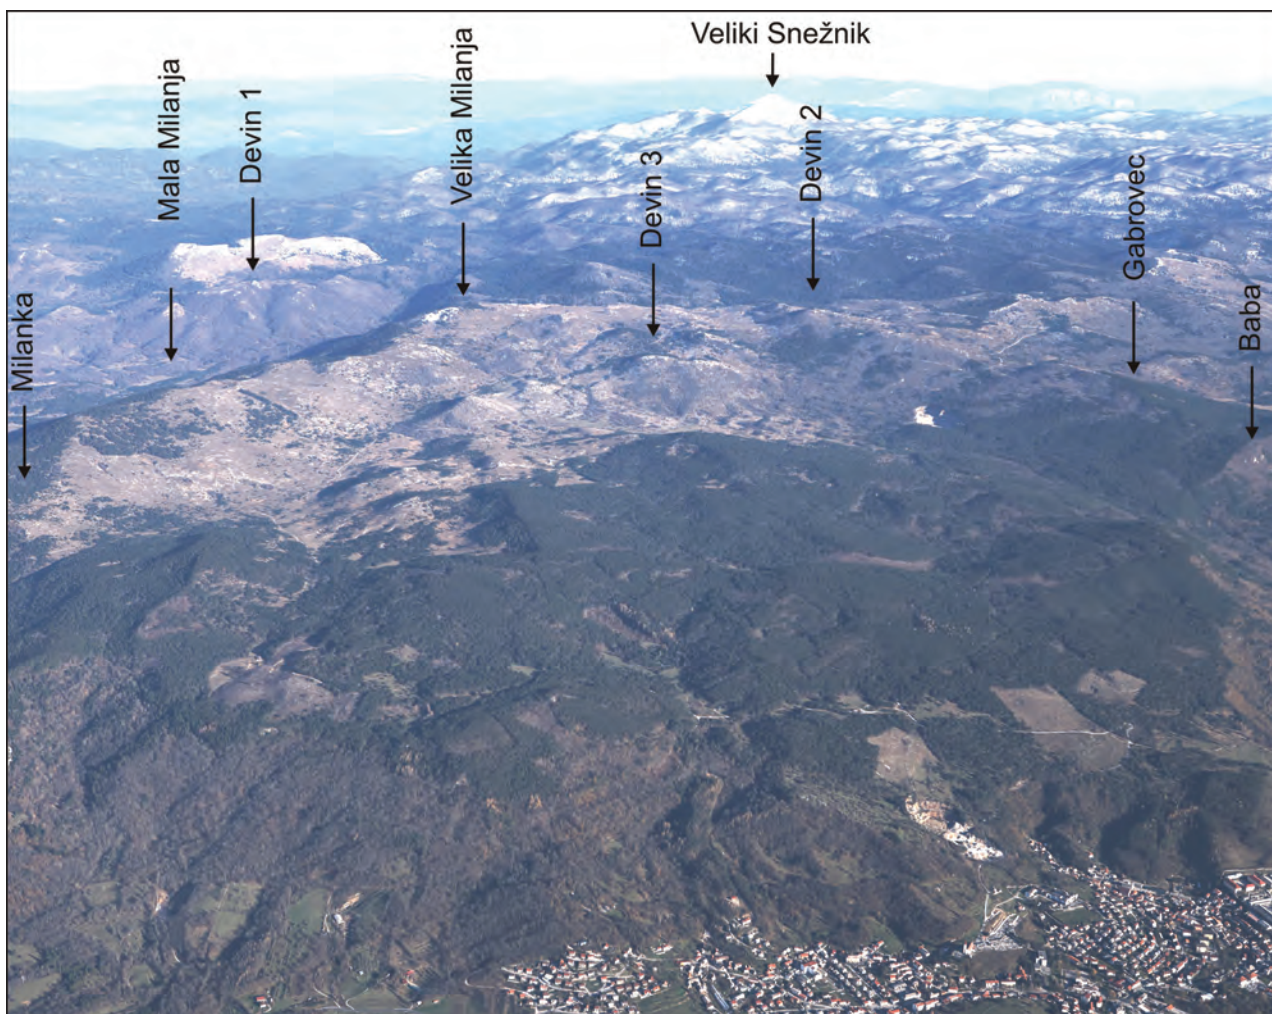 Veliki Snežnik
Milanka
Mala Milanja
Devin 1
Velika Milanja
Devin 3
Devin 2
Gabrovec
Baba